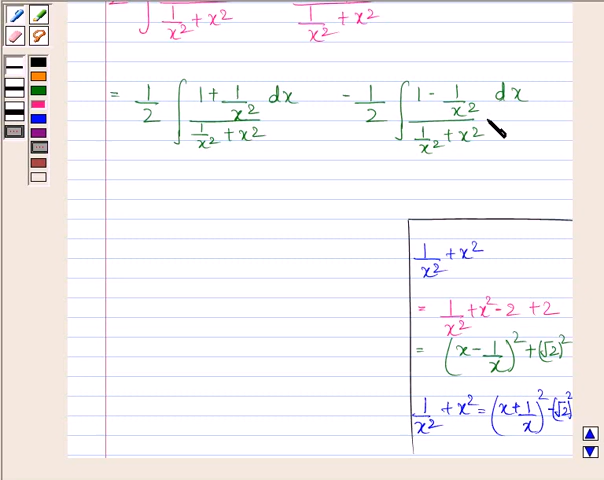 1/x² + x²    1/x² + x²
= 1/2 ∫ (1 + 1/x²)/(1/x² + x²) dx    - 1/2 ∫ (1 - 1/x²)/(1/x² + x²) dx
1/x² + x²
= 1/x² + x² - 2 + 2
= (x - 1/x)² + (√2)²
1/x² + x² = (x + 1/x)² - (√2)²